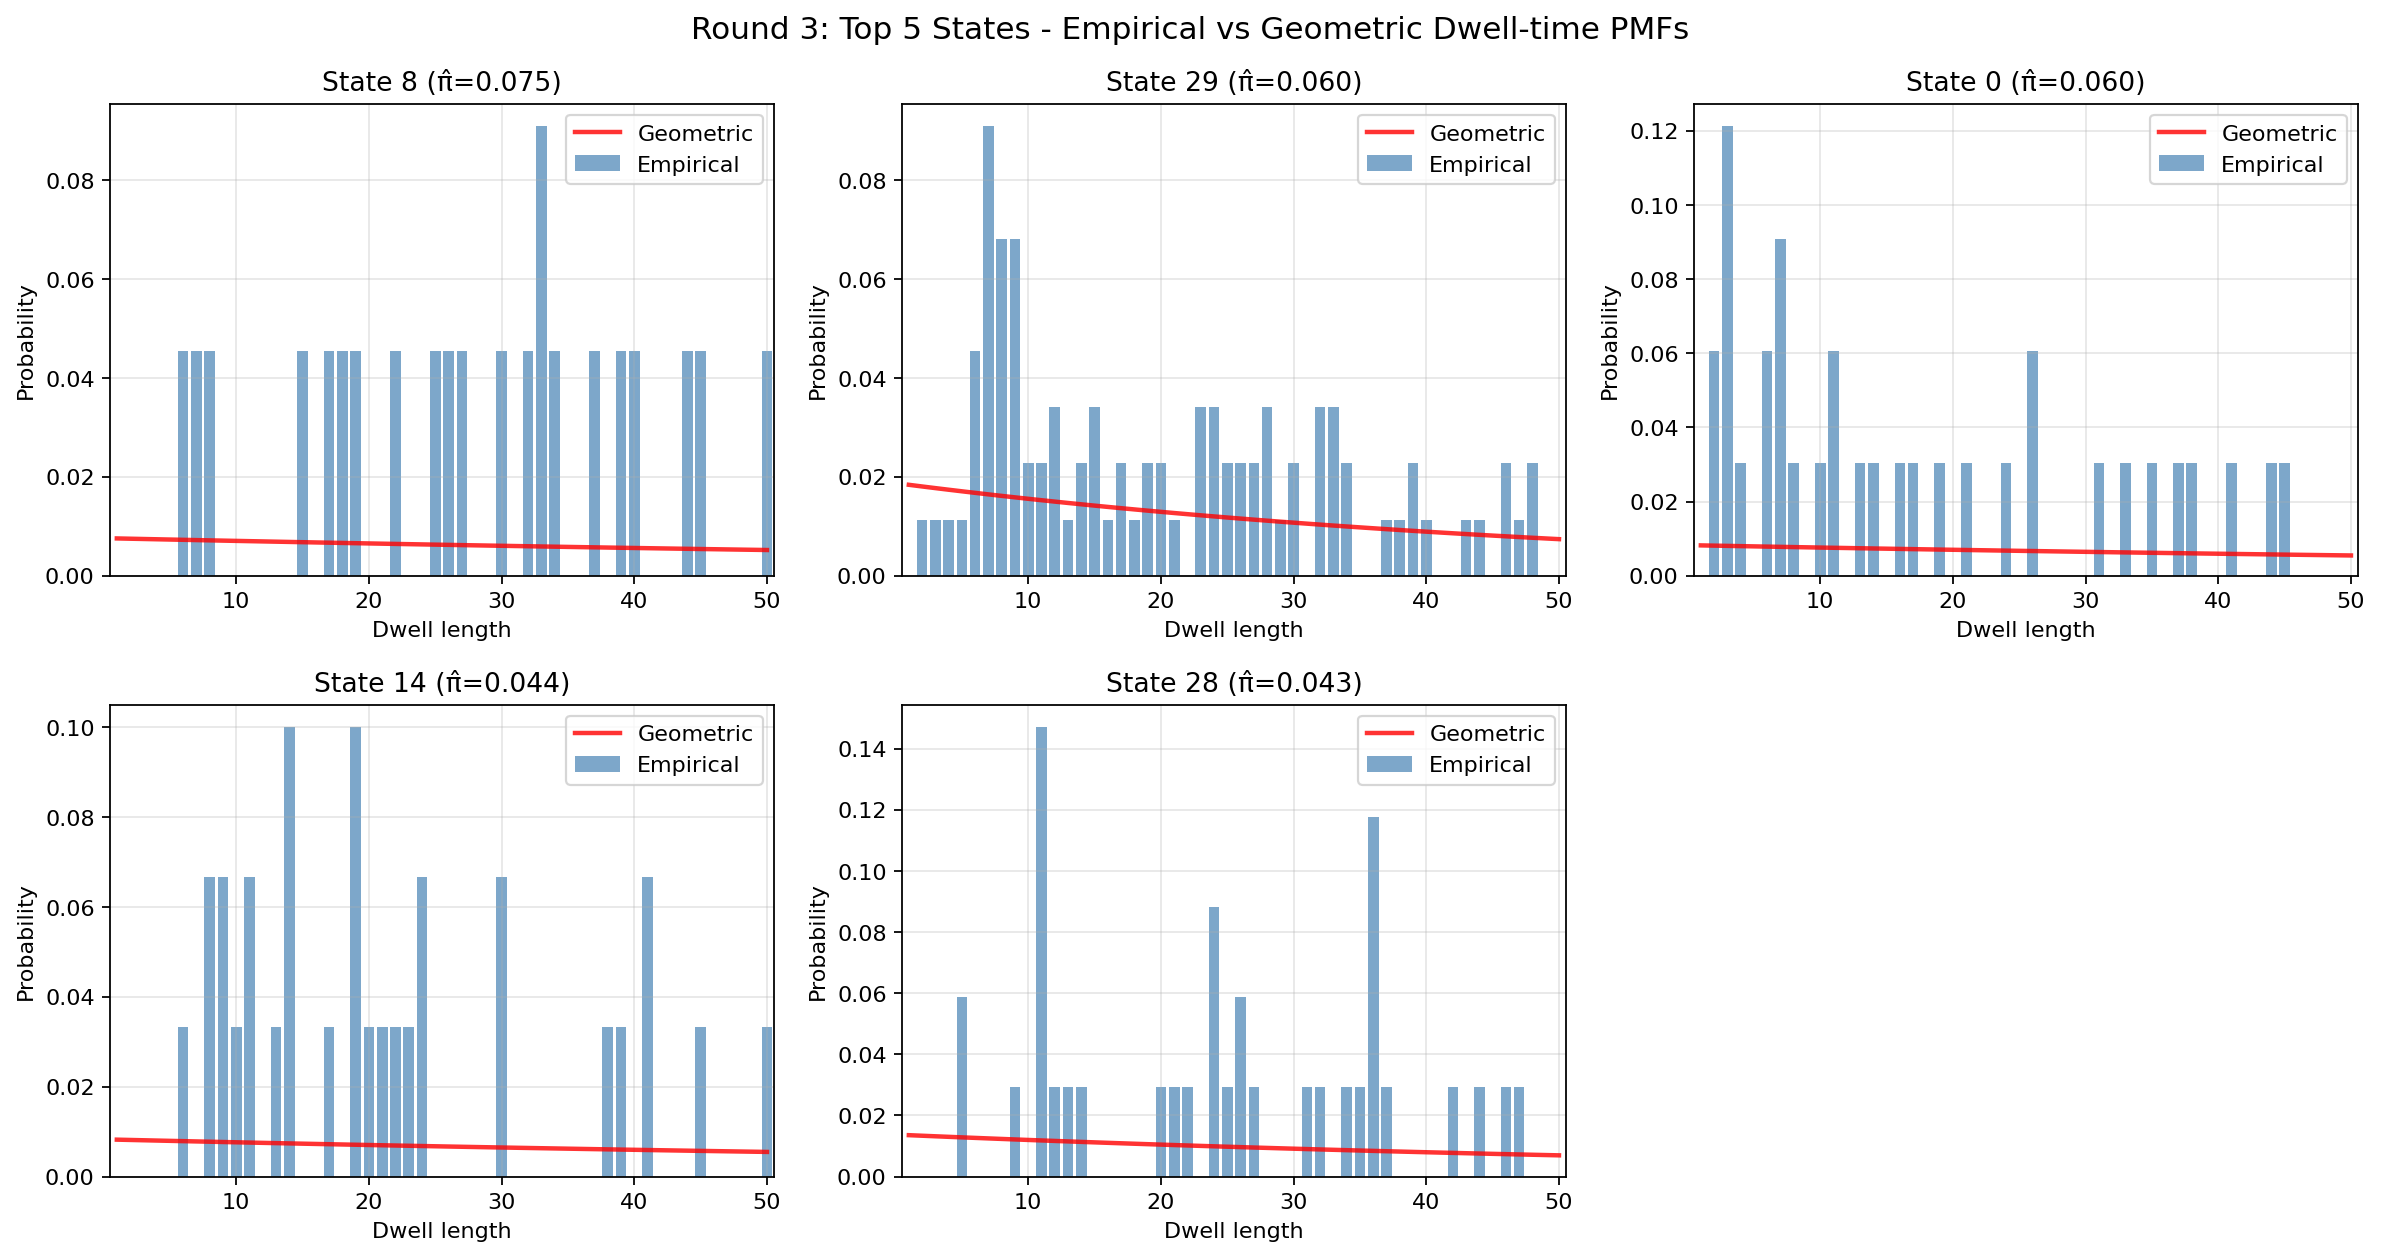 Round 3: Top 5 States - Empirical vs Geometric Dwell-time PMFs
State 8 (π̂=0.075)
Probability
0.08
0.06
0.04
0.02
0.00
Geometric
Empirical
10 20 30 40 50
Dwell length
State 29 (π̂=0.060)
Probability
0.08
0.06
0.04
0.02
0.00
Geometric
Empirical
10 20 30 40 50
Dwell length
State 0 (π̂=0.060)
Probability
0.12
0.10
0.08
0.06
0.04
0.02
0.00
Geometric
Empirical
10 20 30 40 50
Dwell length
State 14 (π̂=0.044)
Probability
0.10
0.08
0.06
0.04
0.02
0.00
Geometric
Empirical
10 20 30 40 50
Dwell length
State 28 (π̂=0.043)
Probability
0.14
0.12
0.10
0.08
0.06
0.04
0.02
0.00
Geometric
Empirical
10 20 30 40 50
Dwell length